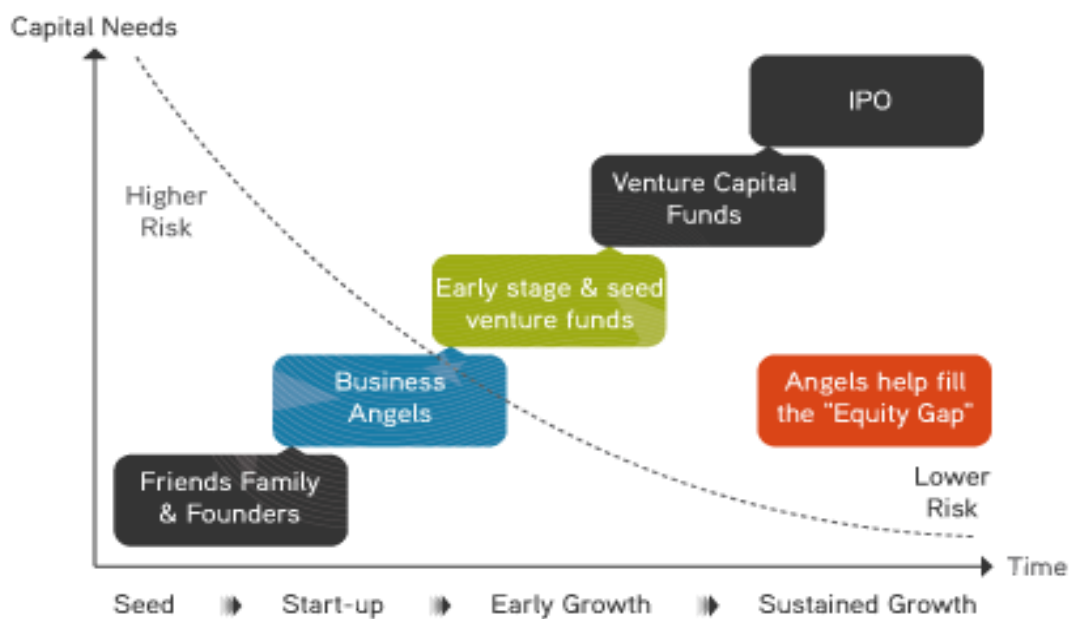 Capital Needs
IPO
Venture Capital
Funds
Higher
Risk
Early stage & seed
venture funds
Business
Angels
Angels help fill
the "Equity Gap"
Friends Family
& Founders
Lower
Risk
Time
Seed
Start-up
Early Growth
Sustained Growth